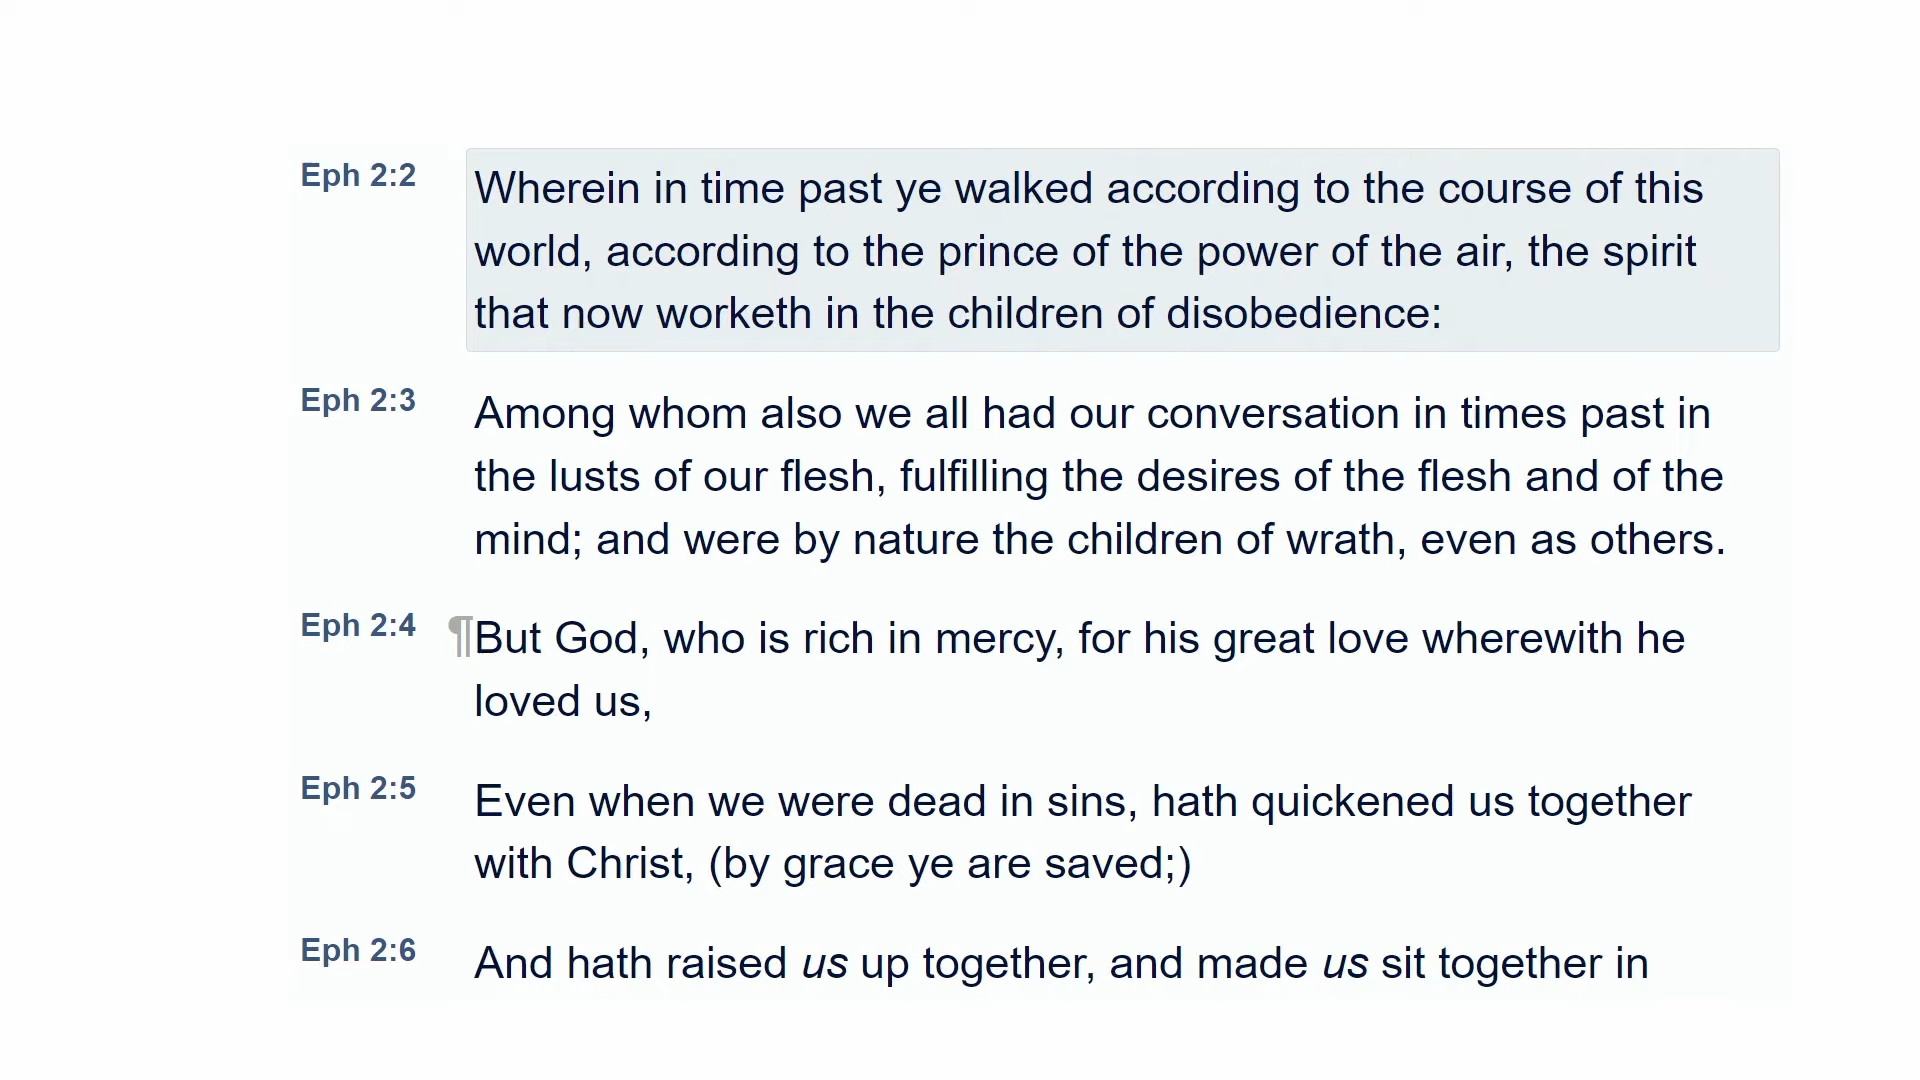 Eph 2:2 Wherein in time past ye walked according to the course of this
world, according to the prince of the power of the air, the spirit
that now worketh in the children of disobedience:
Eph 2:3 Among whom also we all had our conversation in times past in
the lusts of our flesh, fulfilling the desires of the flesh and of the
mind; and were by nature the children of wrath, even as others.
Eph 2:4 ¶But God, who is rich in mercy, for his great love wherewith he
loved us,
Eph 2:5 Even when we were dead in sins, hath quickened us together
with Christ, (by grace ye are saved;)
Eph 2:6 And hath raised us up together, and made us sit together in